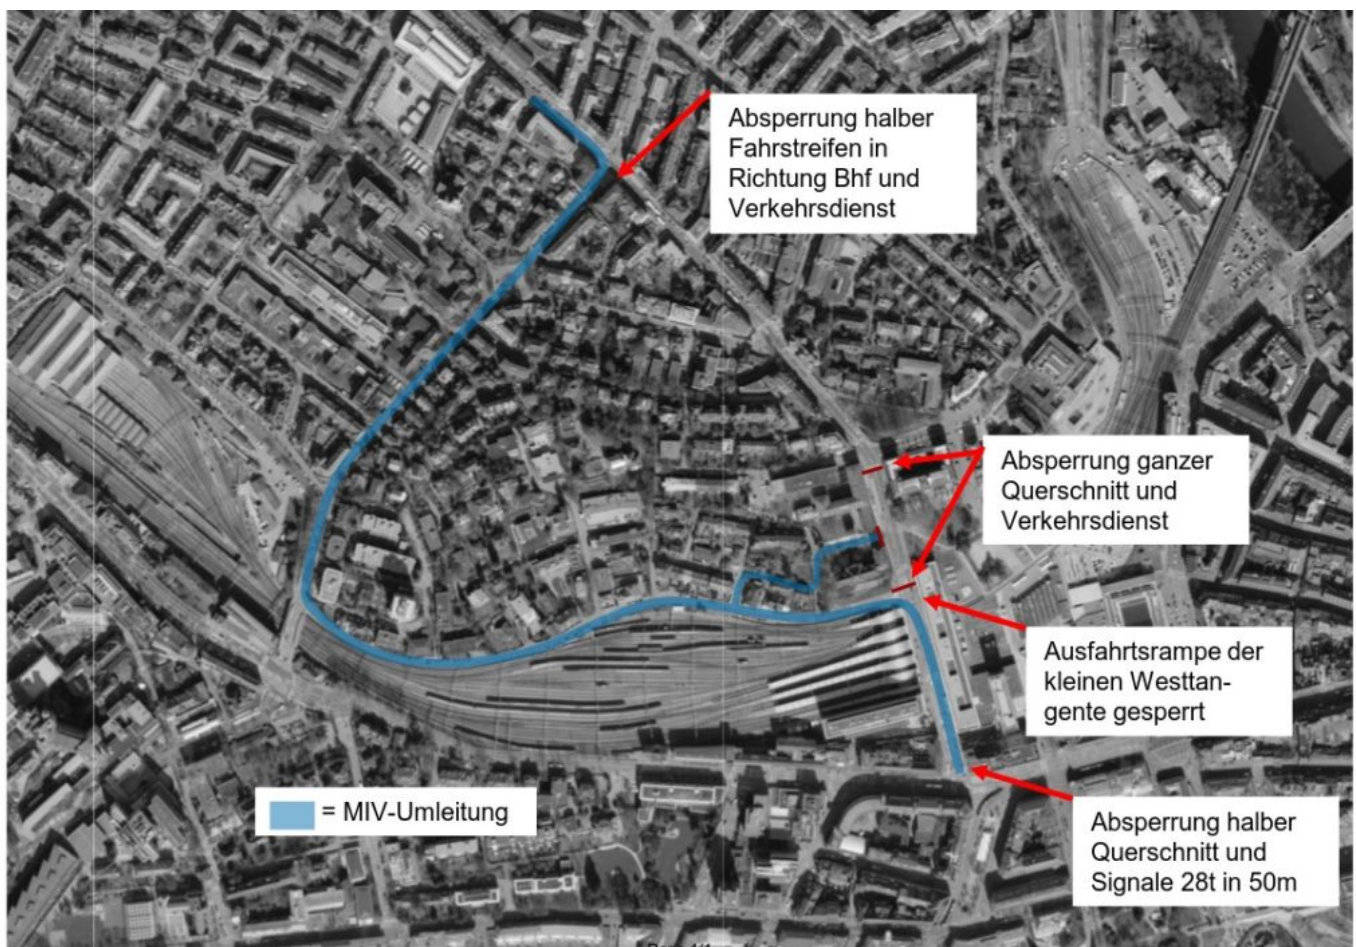 Absperrung halber
Fahrstreifen in
Richtung Bhf und
Verkehrsdienst
Absperrung ganzer
Querschnitt und
Verkehrsdienst
Ausfahrtsrampe der
kleinen Westtan-
gente gesperrt
= MIV-Umleitung
Absperrung halber
Querschnitt und
Signale 28t in 50m